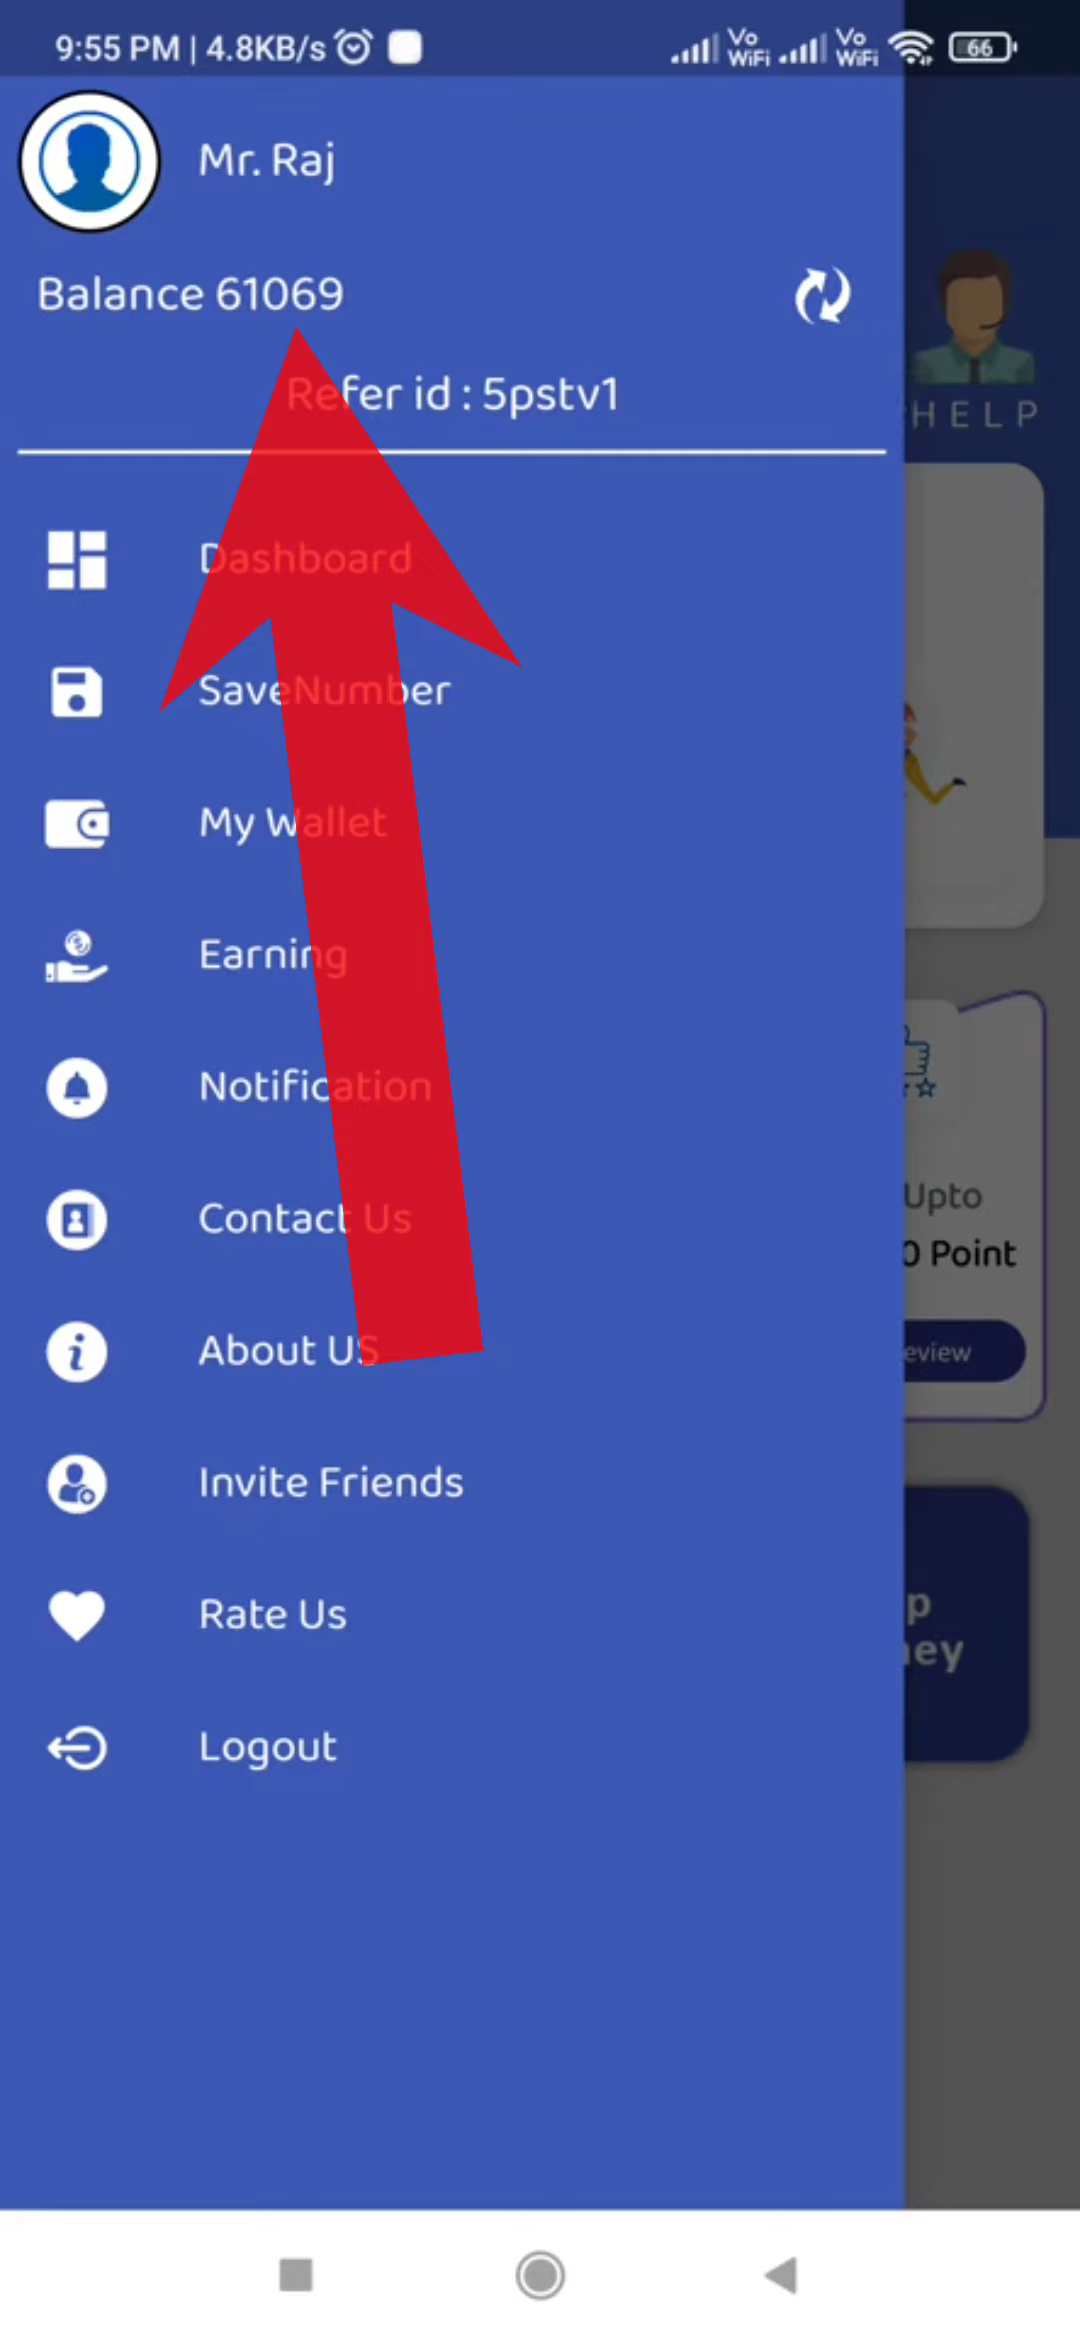 9:55 PM | 4.8KB/s Vo WiFi Vo WiFi 66
Mr. Raj
Balance 61069
Refer id : 5pstv1
HELP
Dashboard
SaveNumber
My Wallet
Earning
Notification
Contact Us
About US
Invite Friends
Rate Us
Logout
Upto
0 Point
eview
p
ey